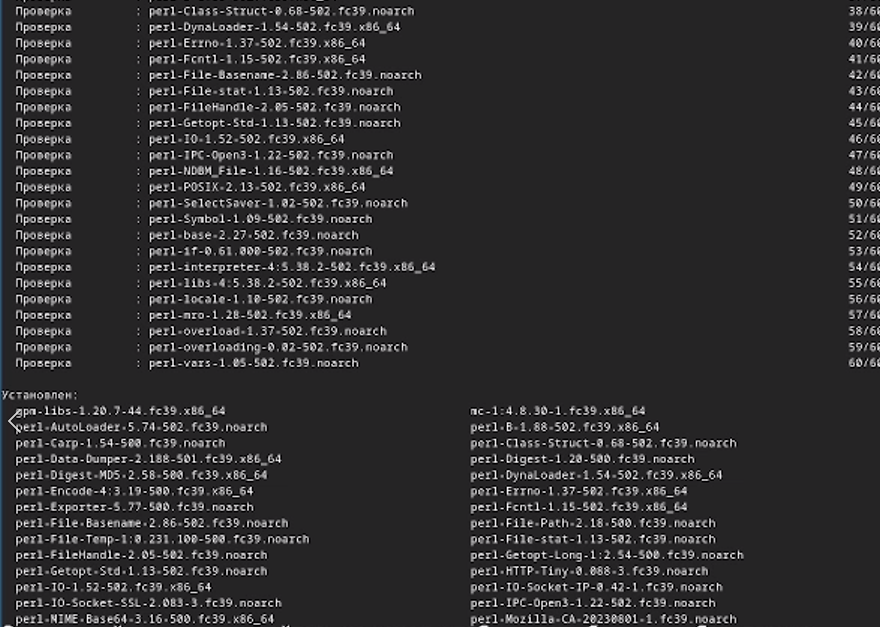 Проверка : perl-Class-Struct-0.68-502.fc39.noarch 38/60
Проверка : perl-DynaLoader-1.54-502.fc39.x86_64 39/60
Проверка : perl-Errno-1.37-502.fc39.x86_64 40/60
Проверка : perl-Fcntl-1.15-502.fc39.x86_64 41/60
Проверка : perl-File-Basename-2.86-502.fc39.noarch 42/60
Проверка : perl-File-stat-1.13-502.fc39.noarch 43/60
Проверка : perl-FileHandle-2.05-502.fc39.noarch 44/60
Проверка : perl-Getopt-Std-1.13-502.fc39.noarch 45/60
Проверка : perl-IO-1.52-502.fc39.x86_64 46/60
Проверка : perl-IPC-Open3-1.22-502.fc39.noarch 47/60
Проверка : perl-NDBM_File-1.16-502.fc39.x86_64 48/60
Проверка : perl-POSIX-2.13-502.fc39.x86_64 49/60
Проверка : perl-SelectSaver-1.02-502.fc39.noarch 50/60
Проверка : perl-Symbol-1.09-502.fc39.noarch 51/60
Проверка : perl-base-2.27-502.fc39.noarch 52/60
Проверка : perl-if-0.61.000-502.fc39.noarch 53/60
Проверка : perl-interpreter-4:5.38.2-502.fc39.x86_64 54/60
Проверка : perl-libs-4:5.38.2-502.fc39.x86_64 55/60
Проверка : perl-locale-1.10-502.fc39.noarch 56/60
Проверка : perl-mro-1.28-502.fc39.x86_64 57/60
Проверка : perl-overload-1.37-502.fc39.noarch 58/60
Проверка : perl-overloading-0.02-502.fc39.noarch 59/60
Проверка : perl-vars-1.05-502.fc39.noarch 60/60
Установлен:
gpm-libs-1.20.7-44.fc39.x86_64 mc-1:4.8.30-1.fc39.x86_64
perl-AutoLoader-5.74-502.fc39.noarch perl-B-1.88-502.fc39.x86_64
perl-Carp-1.54-500.fc39.noarch perl-Class-Struct-0.68-502.fc39.noarch
perl-Data-Dumper-2.188-501.fc39.x86_64 perl-Digest-1.20-500.fc39.noarch
perl-Digest-MD5-2.58-500.fc39.x86_64 perl-DynaLoader-1.54-502.fc39.x86_64
perl-Encode-4:3.19-500.fc39.x86_64 perl-Errno-1.37-502.fc39.x86_64
perl-Exporter-5.77-500.fc39.noarch perl-Fcntl-1.15-502.fc39.x86_64
perl-File-Basename-2.86-502.fc39.noarch perl-File-Path-2.18-500.fc39.noarch
perl-File-Temp-1:0.231.100-500.fc39.noarch perl-File-stat-1.13-502.fc39.noarch
perl-FileHandle-2.05-502.fc39.noarch perl-Getopt-Long-1:2.54-500.fc39.noarch
perl-Getopt-Std-1.13-502.fc39.noarch perl-HTTP-Tiny-0.088-3.fc39.noarch
perl-IO-1.52-502.fc39.x86_64 perl-IO-Socket-IP-0.42-1.fc39.noarch
perl-IO-Socket-SSL-2.083-3.fc39.noarch perl-IPC-Open3-1.22-502.fc39.noarch
perl-MIME-Base64-3.16-500.fc39.x86_64 perl-Mozilla-CA-20230801-1.fc39.noarch